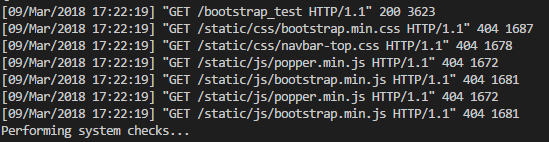 [09/Mar/2018 17:22:19] "GET /bootstrap_test HTTP/1.1" 200 3623
[09/Mar/2018 17:22:19] "GET /static/css/bootstrap.min.css HTTP/1.1" 404 1687
[09/Mar/2018 17:22:19] "GET /static/css/navbar-top.css HTTP/1.1" 404 1678
[09/Mar/2018 17:22:19] "GET /static/js/popper.min.js HTTP/1.1" 404 1672
[09/Mar/2018 17:22:19] "GET /static/js/bootstrap.min.js HTTP/1.1" 404 1681
[09/Mar/2018 17:22:19] "GET /static/js/popper.min.js HTTP/1.1" 404 1672
[09/Mar/2018 17:22:19] "GET /static/js/bootstrap.min.js HTTP/1.1" 404 1681
Performing system checks...